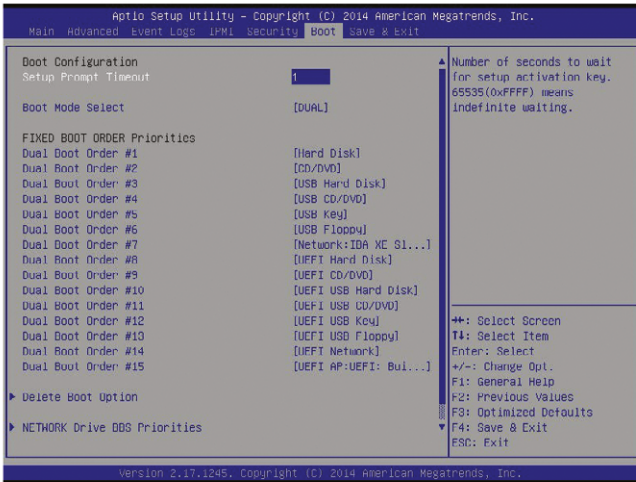 Aptio Setup Utility – Copyright (C) 2014 American Megatrends, Inc.
Main Advanced Event Logs IPMI Security Boot Save & Exit
Boot Configuration
Setup Prompt Timeout 1
Boot Mode Select [DUAL]
FIXED BOOT ORDER Priorities
Dual Boot Order #1 [Hard Disk]
Dual Boot Order #2 [CD/DVD]
Dual Boot Order #3 [USB Hard Disk]
Dual Boot Order #4 [USB CD/DVD]
Dual Boot Order #5 [USB Key]
Dual Boot Order #6 [USB Floppy]
Dual Boot Order #7 [Network:IBA XE Sl...]
Dual Boot Order #8 [UEFI Hard Disk]
Dual Boot Order #9 [UEFI CD/DVD]
Dual Boot Order #10 [UEFI USB Hard Disk]
Dual Boot Order #11 [UEFI USB CD/DVD]
Dual Boot Order #12 [UEFI USB Key]
Dual Boot Order #13 [UEFI USB Floppy]
Dual Boot Order #14 [UEFI Network]
Dual Boot Order #15 [UEFI AP:UEFI: Bui...]
Delete Boot Option
NETWORK Drive BBS Priorities
Number of seconds to wait
for setup activation key.
65535(0xFFFF) means
indefinite waiting.
→←: Select Screen
↑↓: Select Item
Enter: Select
+/-: Change Opt.
F1: General Help
F2: Previous Values
F3: Optimized Defaults
F4: Save & Exit
ESC: Exit
Version 2.17.1245. Copyright (C) 2014 American Megatrends, Inc.